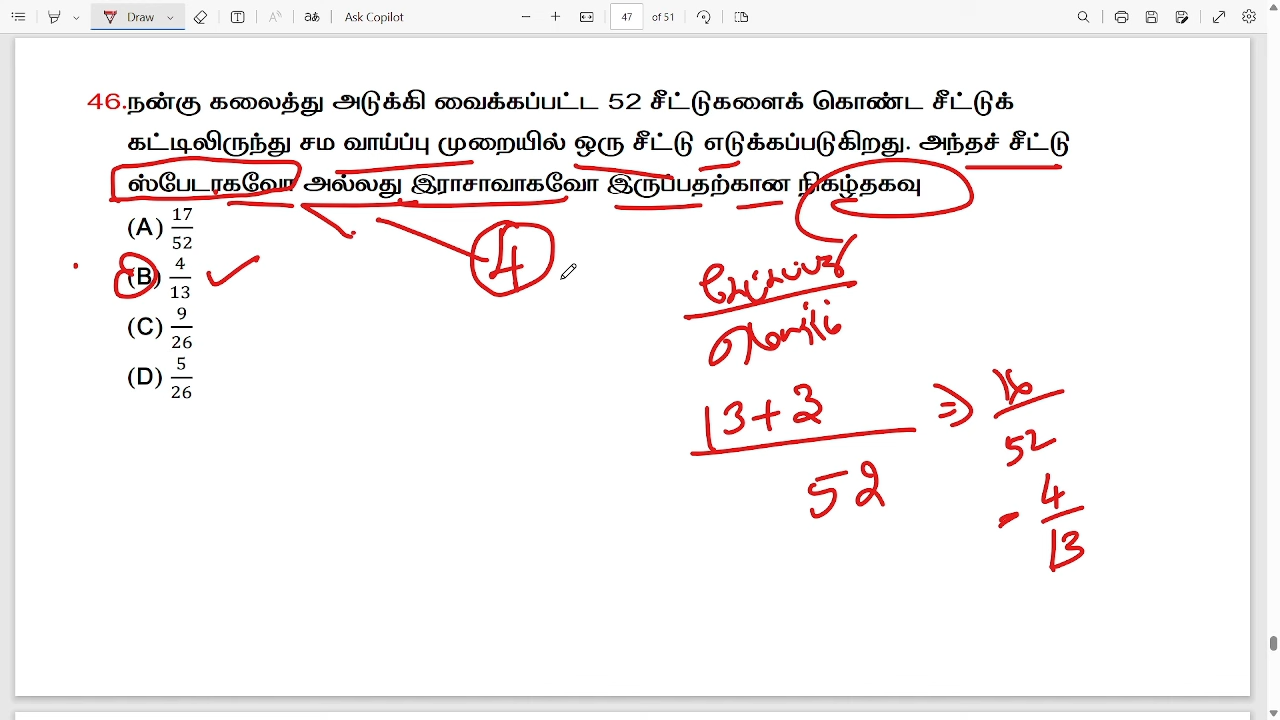 Draw
Ask Copilot
47 of 51
46.நன்கு கலைத்து அடுக்கி வைக்கப்பட்ட 52 சீட்டுகளைக் கொண்ட சீட்டுக்
கட்டிலிருந்து சம வாய்ப்பு முறையில் ஒரு சீட்டு எடுக்கப்படுகிறது. அந்தச் சீட்டு
ஸ்பேடாகவோ அல்லது இராசாவாகவோ இருப்பதற்கான நிகழ்தகவு
(A) 17/52
(B) 4/13
(C) 9/26
(D) 5/26
4
13+3
52
⇒ 16/52
= 4/13